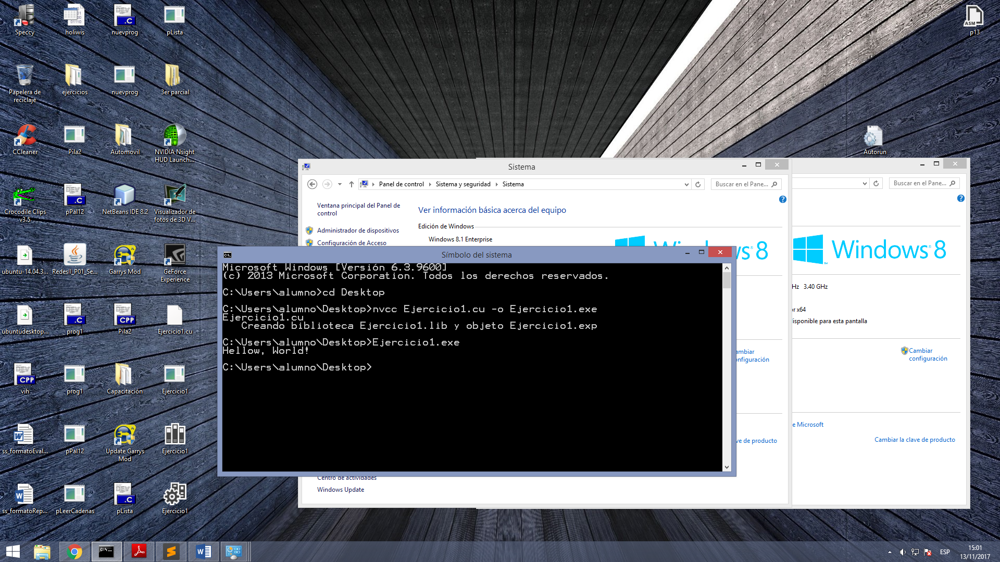 Speccy
holiwis
nuevprog
pLista
p13
Papelera de
reciclaje
ejercicios
nuevprog
3er parcial
CCleaner
Pila2
Automovil
NVIDIA Nsight
HUD Launch...
Autorun
Crocodile Clips
v3.5
pPal12
NetBeans IDE 8.2
Visualizador de
fotos de 3D V...
ubuntu-14.04.3...
RedesII_P01_Se...
Garrys Mod
GeForce
Experience
ubuntudesktop...
prog1
Pila2
Ejercicio1.cu
vih
prog1
Capacitación
Ejercicio1
ss_formatoEval...
pPal12
Update Garrys
Mod
Ejercicio1
ss_formatoRep...
pLeerCadenas
pLista
Ejercicio1
Sistema
Panel de control
Sistema y seguridad
Sistema
Buscar en el Pane...
Buscar en el Pane...
Ventana principal del Panel de
control
Ver información básica acerca del equipo
Administrador de dispositivos
Edición de Windows
Configuración de Acceso
Windows 8.1 Enterprise
Windows 8
Hz 3.40 GHz
or x64
isponible para esta pantalla
Cambiar
configuración
ambiar
nfiguración
e Microsoft
ve de producto
Cambiar la clave de producto
Centro de actividades
Windows Update
Símbolo del sistema
Microsoft Windows [Versión 6.3.9600]
(c) 2013 Microsoft Corporation. Todos los derechos reservados.
C:\Users\alumno>cd Desktop
C:\Users\alumno\Desktop>nvcc Ejercicio1.cu -o Ejercicio1.exe
Ejercicio1.cu
Creando biblioteca Ejercicio1.lib y objeto Ejercicio1.exp
C:\Users\alumno\Desktop>Ejercicio1.exe
Hellow, World!
C:\Users\alumno\Desktop>
ESP
15:01
13/11/2017